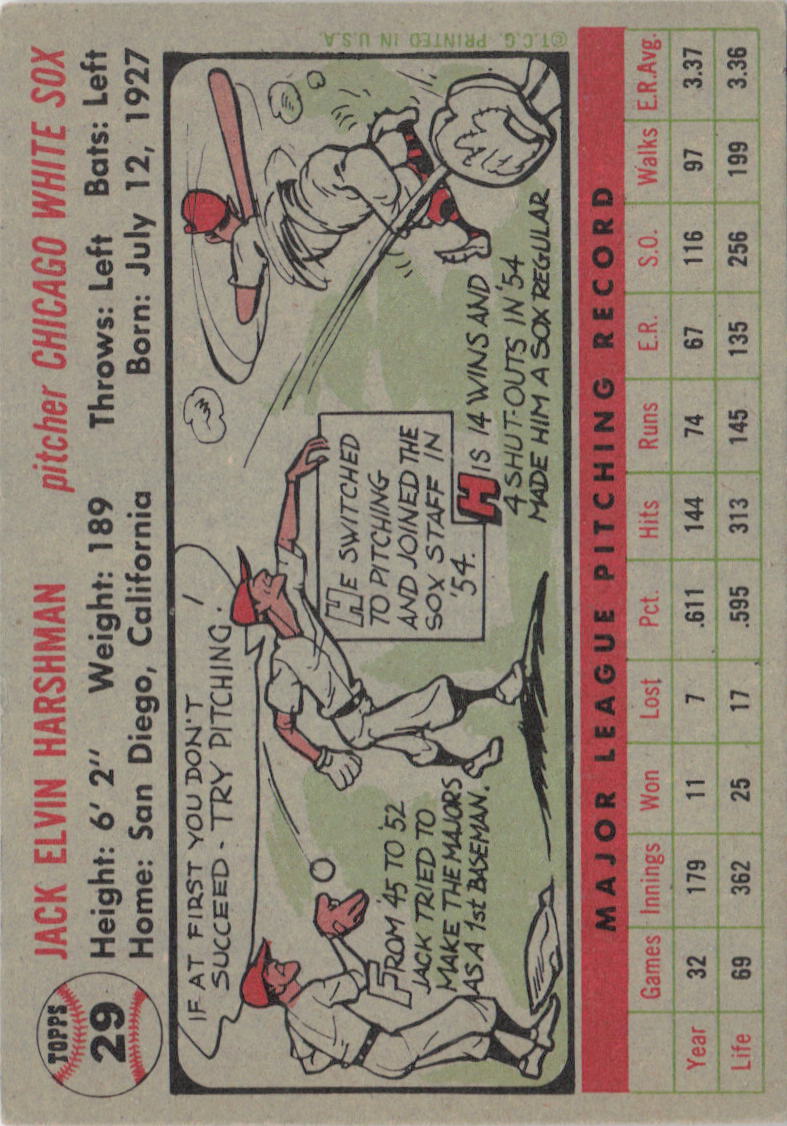 TOPPS
29
JACK ELVIN HARSHMAN pitcher CHICAGO WHITE SOX
Height: 6' 2" Weight: 189 Throws: Left Bats: Left
Home: San Diego, California Born: July 12, 1927
IF AT FIRST YOU DON'T
SUCCEED - TRY PITCHING!
FROM '45 TO '52
JACK TRIED TO
MAKE THE MAJORS
AS A 1st BASEMAN.
HE SWITCHED
TO PITCHING
AND JOINED THE
SOX STAFF IN
'54.
HIS 14 WINS AND
4 SHUT-OUTS IN '54
MADE HIM A SOX REGULAR
MAJOR LEAGUE PITCHING RECORD
Games Innings Won Lost Pct. Hits Runs E.R. S.O. Walks E.R.Avg.
Year 32 179 11 7 .611 144 74 67 116 97 3.37
Life 69 362 25 17 .595 313 145 135 256 199 3.36
©T.C.G. PRINTED IN U.S.A.